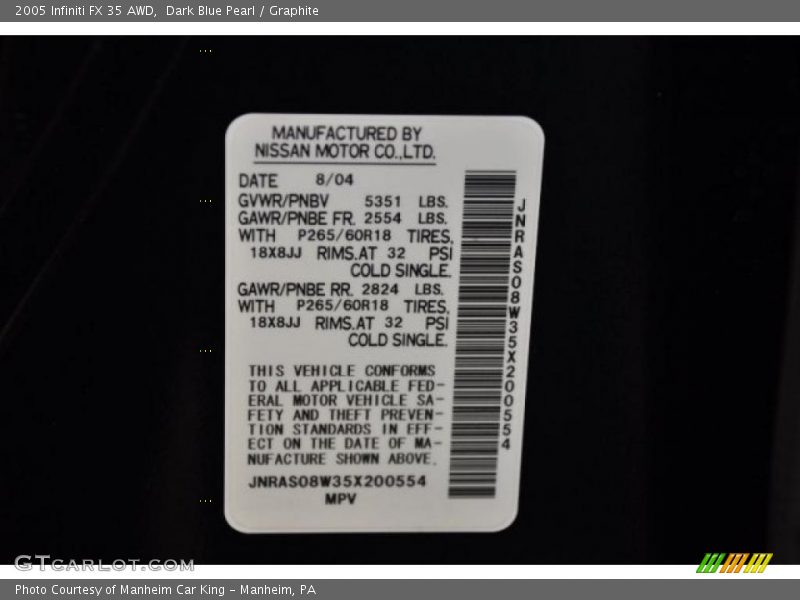 2005 Infiniti FX 35 AWD,  Dark Blue Pearl / Graphite
MANUFACTURED BY
NISSAN MOTOR CO.,LTD.
DATE 8/04
GVWR/PNBV 5351 LBS.
GAWR/PNBE FR. 2554 LBS.
WITH P265/60R18 TIRES,
18X8JJ RIMS.AT 32 PSI
COLD SINGLE.
GAWR/PNBE RR. 2824 LBS.
WITH P265/60R18 TIRES,
18X8JJ RIMS.AT 32 PSI
COLD SINGLE.
THIS VEHICLE CONFORMS
TO ALL APPLICABLE FED-
ERAL MOTOR VEHICLE SA-
FETY AND THEFT PREVEN-
TION STANDARDS IN EFF-
ECT ON THE DATE OF MA-
NUFACTURE SHOWN ABOVE.
JNRAS08W35X200554
MPV
JNRAS08W35X200554
GTcarlot.com
Photo Courtesy of Manheim Car King - Manheim, PA